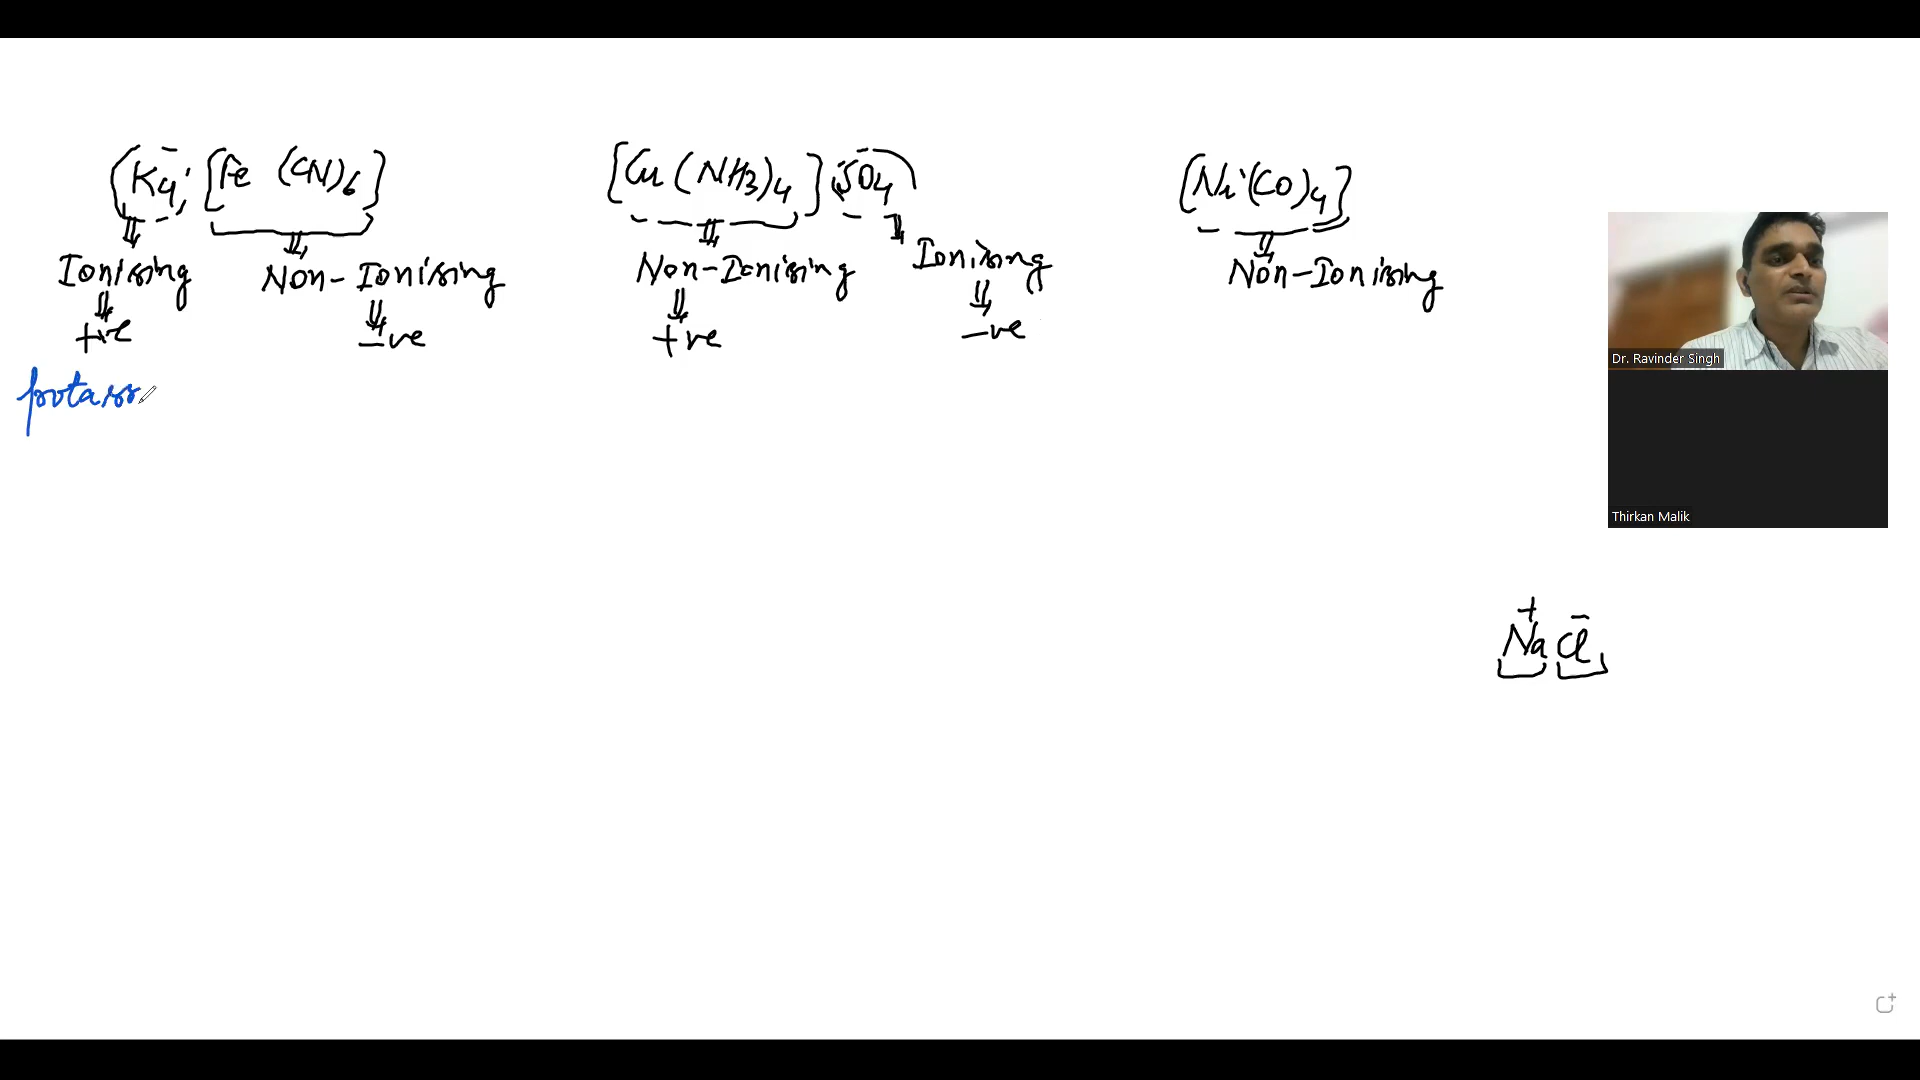 K4 [Fe (CN)6] [Cu (NH3)4] SO4 [Ni (CO)4]
Ionising Non-Ionising Non-Ionising Ionising Non-Ionising
+ve -ve +ve -ve
potass
Dr. Ravinder Singh
Thirkan Malik
+ -
Na Cl